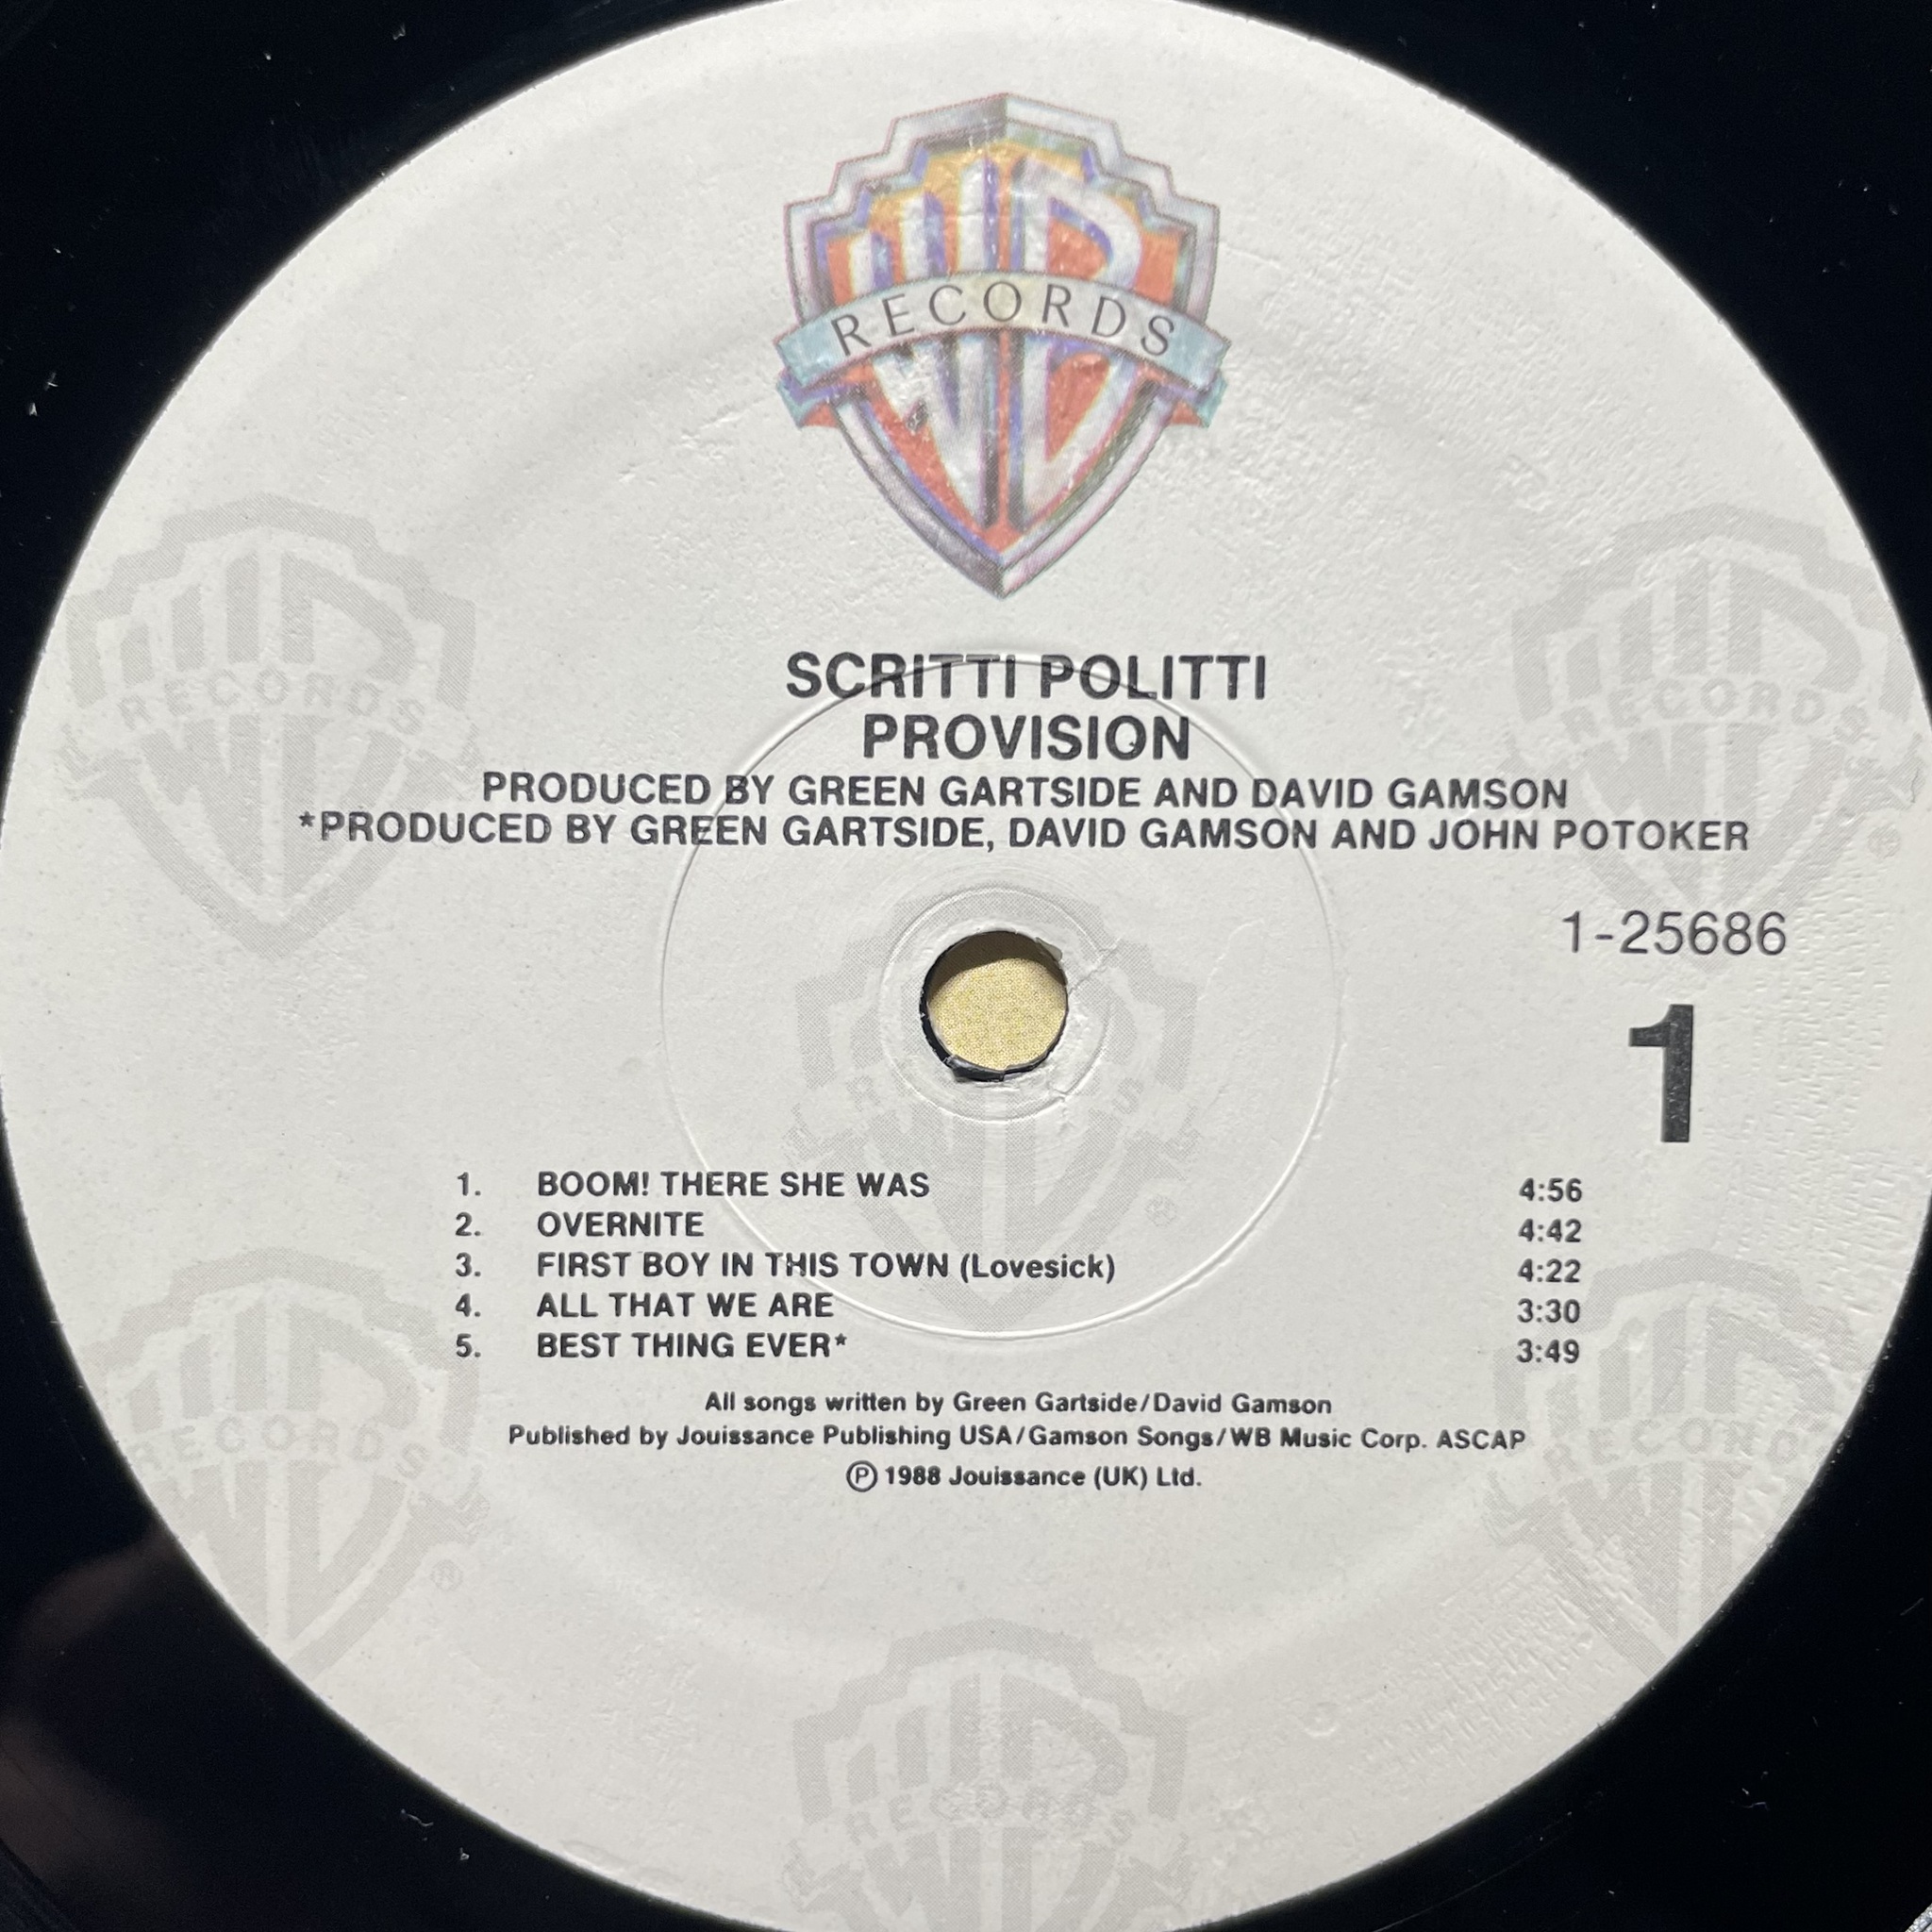 WB
RECORDS
SCRITTI POLITTI
PROVISION
PRODUCED BY GREEN GARTSIDE AND DAVID GAMSON
*PRODUCED BY GREEN GARTSIDE, DAVID GAMSON AND JOHN POTOKER
1-25686
1
1. BOOM! THERE SHE WAS 4:56
2. OVERNITE 4:42
3. FIRST BOY IN THIS TOWN (Lovesick) 4:22
4. ALL THAT WE ARE 3:30
5. BEST THING EVER* 3:49
All songs written by Green Gartside/David Gamson
Published by Jouissance Publishing USA/Gamson Songs/WB Music Corp. ASCAP
Ⓟ 1988 Jouissance (UK) Ltd.